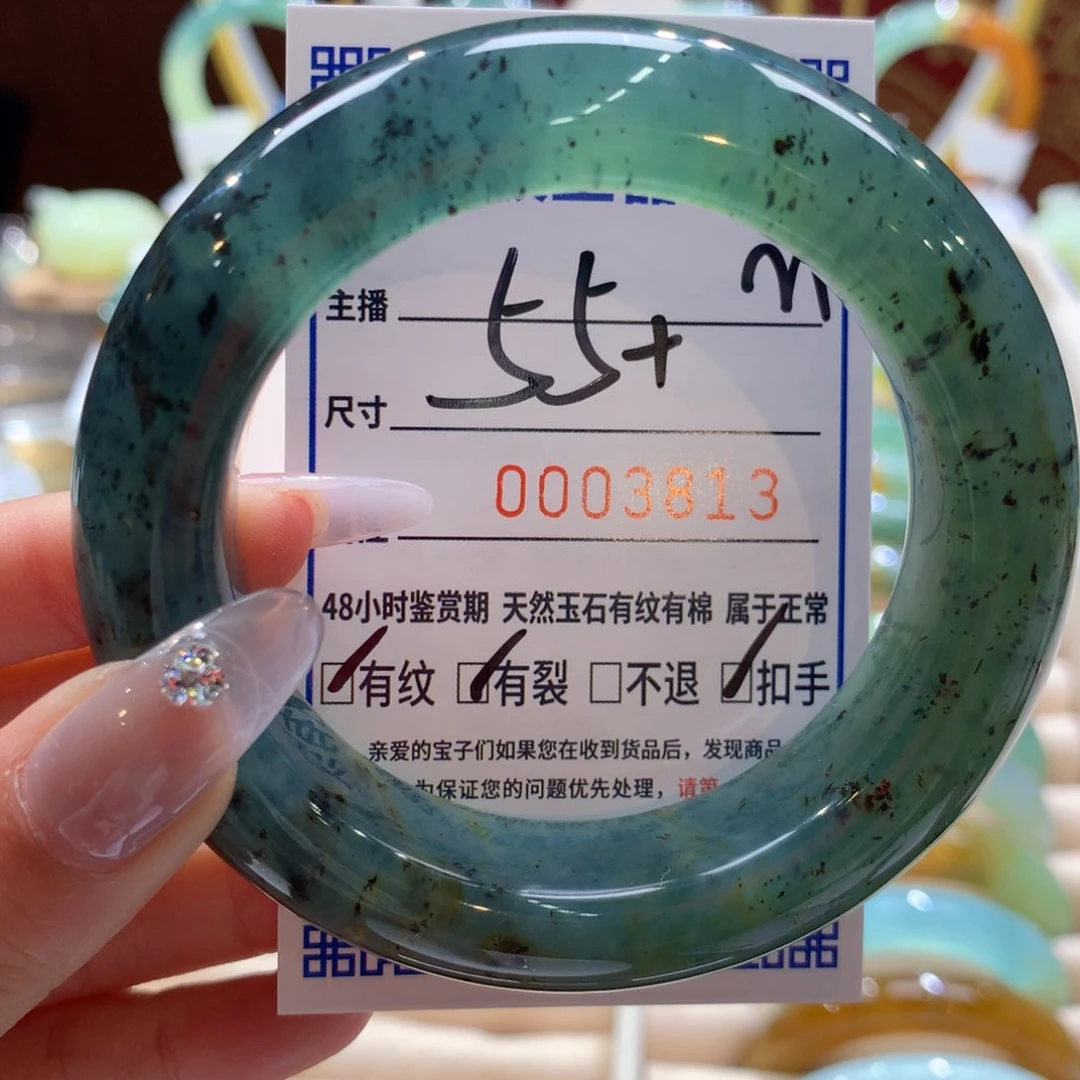 主播
尺寸 55+
0003813
48小时鉴赏期 天然玉石有纹有棉 属于正常
☑有纹 ☑有裂 □不退 ☑扣手
亲爱的宝子们如果您在收到货品后，发现商品
为保证您的问题优先处理，请第